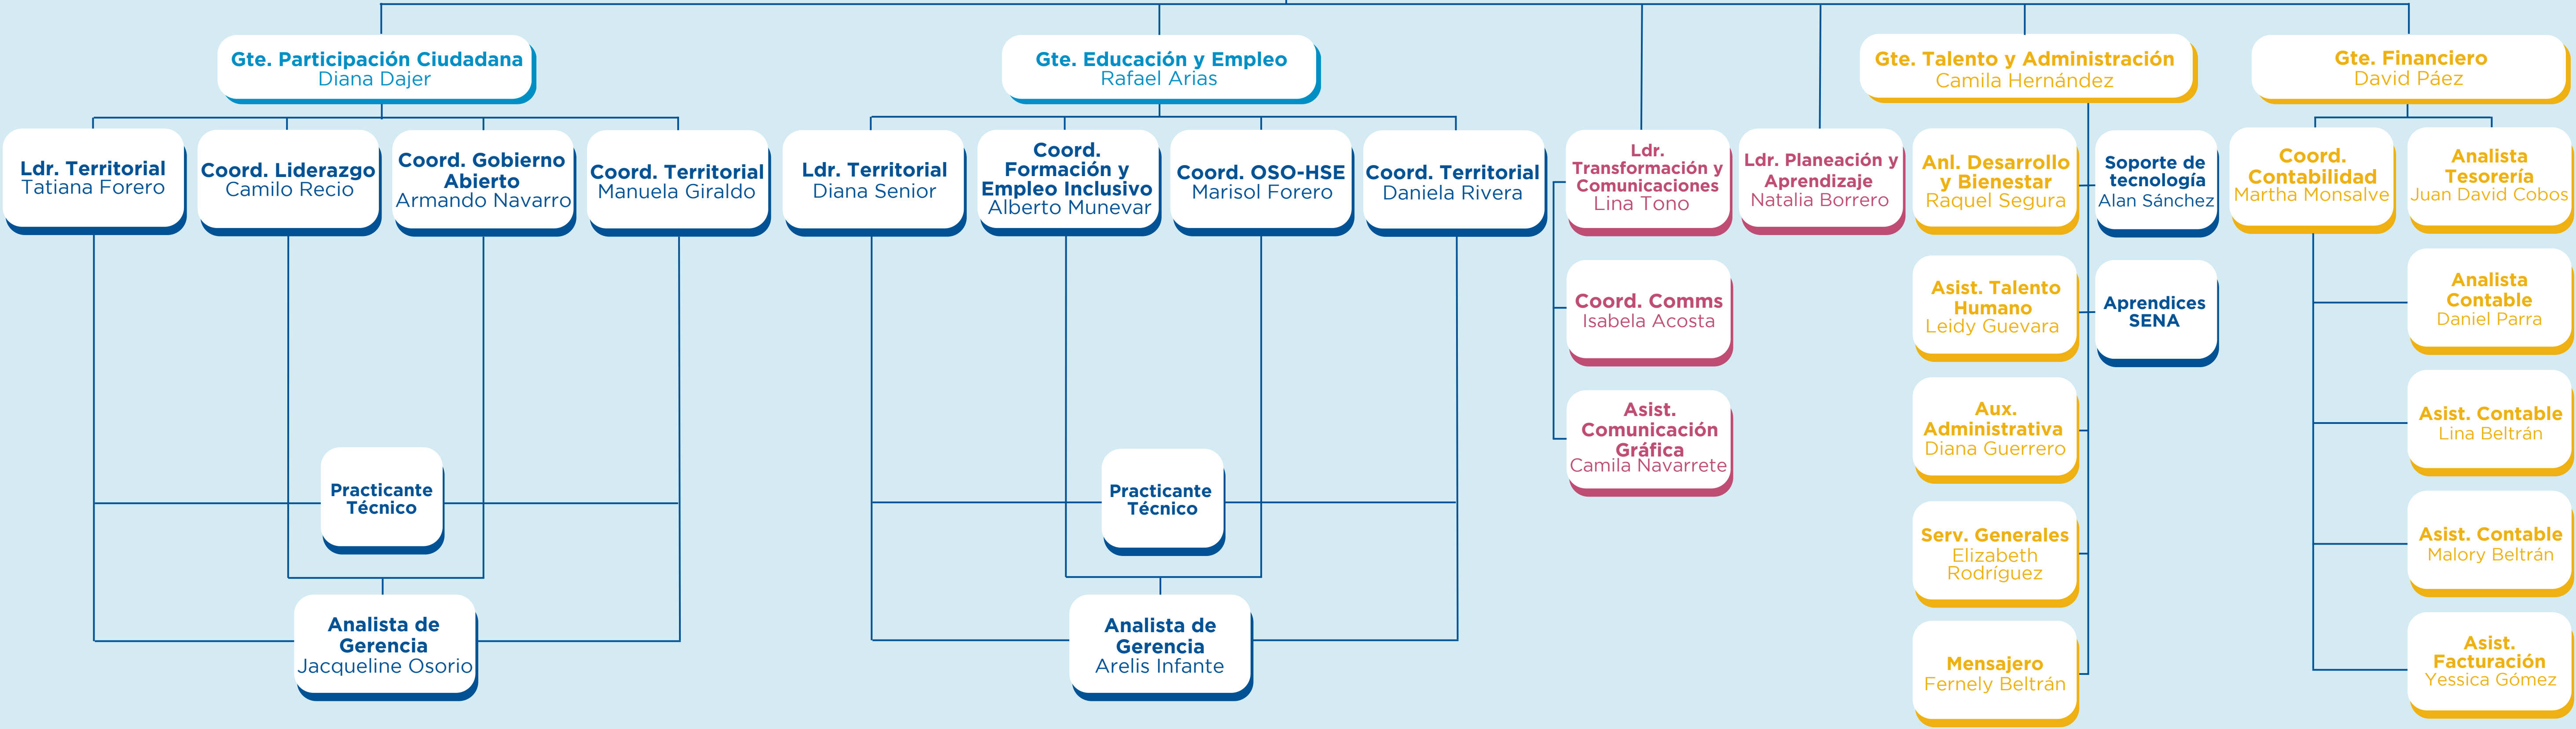 Gte. Participación Ciudadana
Diana Dajer
Gte. Educación y Empleo
Rafael Arias
Gte. Talento y Administración
Camila Hernández
Gte. Financiero
David Páez
Ldr. Territorial
Tatiana Forero
Coord. Liderazgo
Camilo Recio
Coord. Gobierno
Abierto
Armando Navarro
Coord. Territorial
Manuela Giraldo
Ldr. Territorial
Diana Senior
Coord.
Formación y
Empleo Inclusivo
Alberto Munevar
Coord. OSO-HSE
Marisol Forero
Coord. Territorial
Daniela Rivera
Ldr.
Transformación y
Comunicaciones
Lina Tono
Ldr. Planeación y
Aprendizaje
Natalia Borrero
Anl. Desarrollo
y Bienestar
Raquel Segura
Soporte de
tecnología
Alan Sánchez
Coord.
Contabilidad
Martha Monsalve
Analista
Tesorería
Juan David Cobos
Coord. Comms
Isabela Acosta
Asist. Talento
Humano
Leidy Guevara
Aprendices
SENA
Analista
Contable
Daniel Parra
Asist.
Comunicación
Gráfica
Camila Navarrete
Aux.
Administrativa
Diana Guerrero
Asist. Contable
Lina Beltrán
Practicante
Técnico
Practicante
Técnico
Serv. Generales
Elizabeth
Rodríguez
Asist. Contable
Malory Beltrán
Analista de
Gerencia
Jacqueline Osorio
Analista de
Gerencia
Arelis Infante
Mensajero
Fernely Beltrán
Asist.
Facturación
Yessica Gómez